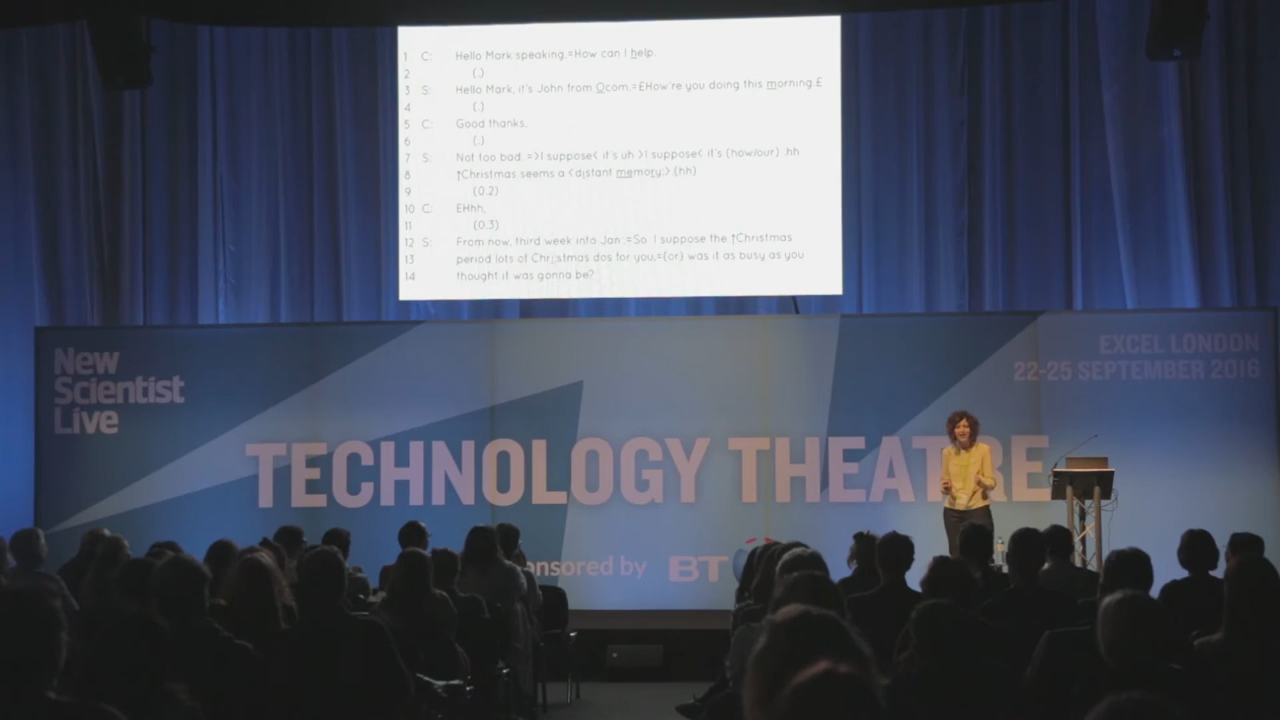 1 C: Hello Mark speaking.=How can I help.
2 (.)
3 S: Hello Mark, it's John from Qcom.=£How're you doing this morning.£
4 (.)
5 C: Good thanks.
6 (.)
7 S: Not too bad. =>I suppose< it's uh >I suppose< it's (how/our) .hh
8 ↑Christmas seems a <distant memory:> (hh)
9 (0.2)
10 C: EHhh,
11 (0.3)
12 S: From now, third week into Jan:=So I suppose the ↑Christmas
13 period lots of Chri:stmas dos for you,=(or) was it as busy as you
14 thought it was gonna be?
New
Scientist
Live
EXCEL LONDON
22-25 SEPTEMBER 2016
TECHNOLOGY THEATRE
onsored by BT